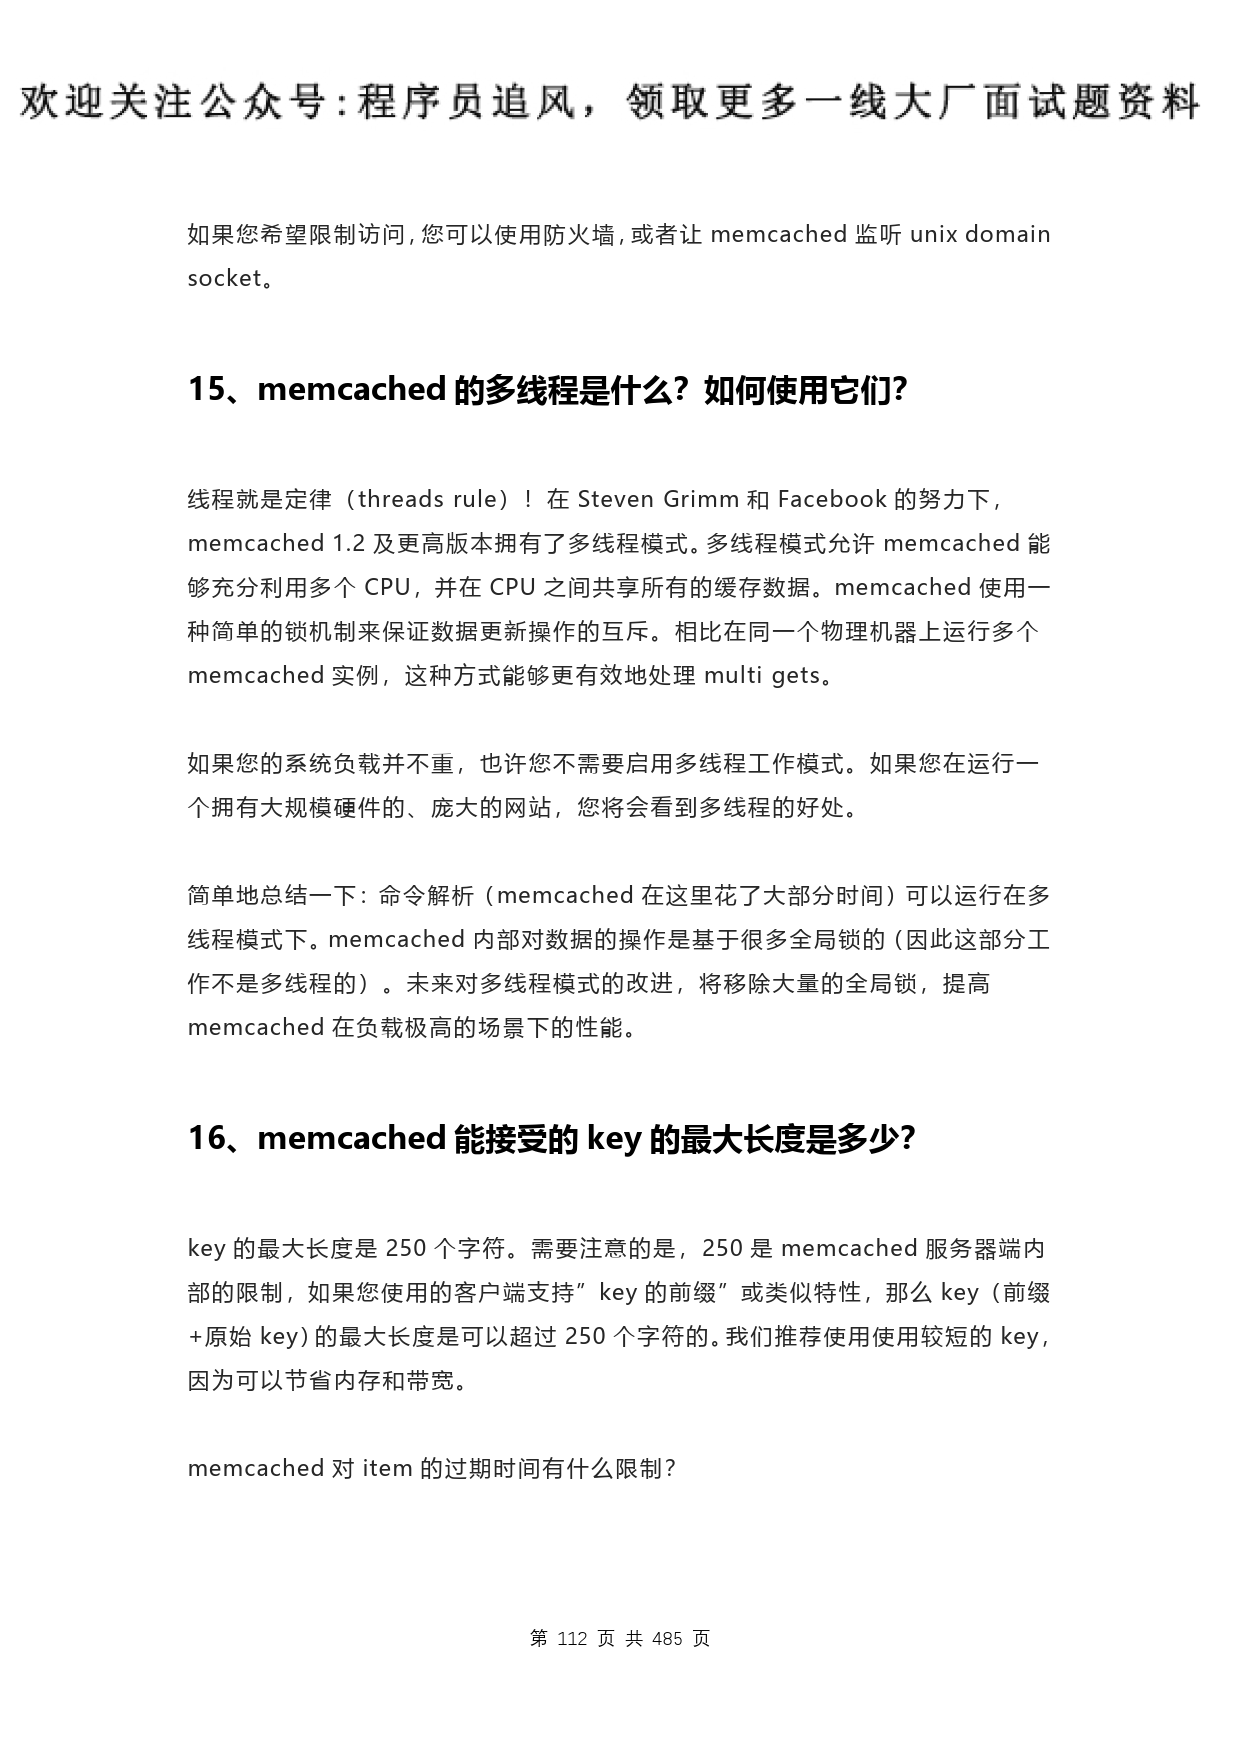 欢迎关注公众号:程序员追风，领取更多一线大厂面试题资料
如果您希望限制访问,您可以使用防火墙,或者让 memcached 监听 unix domain
socket。
15、memcached 的多线程是什么？如何使用它们？
线程就是定律（threads rule）！在 Steven Grimm 和 Facebook 的努力下，
memcached 1.2 及更高版本拥有了多线程模式。多线程模式允许 memcached 能
够充分利用多个 CPU，并在 CPU 之间共享所有的缓存数据。memcached 使用一
种简单的锁机制来保证数据更新操作的互斥。相比在同一个物理机器上运行多个
memcached 实例，这种方式能够更有效地处理 multi gets。
如果您的系统负载并不重，也许您不需要启用多线程工作模式。如果您在运行一
个拥有大规模硬件的、庞大的网站，您将会看到多线程的好处。
简单地总结一下：命令解析（memcached 在这里花了大部分时间）可以运行在多
线程模式下。memcached 内部对数据的操作是基于很多全局锁的（因此这部分工
作不是多线程的）。未来对多线程模式的改进，将移除大量的全局锁，提高
memcached 在负载极高的场景下的性能。
16、memcached 能接受的 key 的最大长度是多少？
key 的最大长度是 250 个字符。需要注意的是，250 是 memcached 服务器端内
部的限制，如果您使用的客户端支持”key 的前缀”或类似特性，那么 key（前缀
+原始 key）的最大长度是可以超过 250 个字符的。我们推荐使用使用较短的 key，
因为可以节省内存和带宽。
memcached 对 item 的过期时间有什么限制？
第 112 页 共 485 页